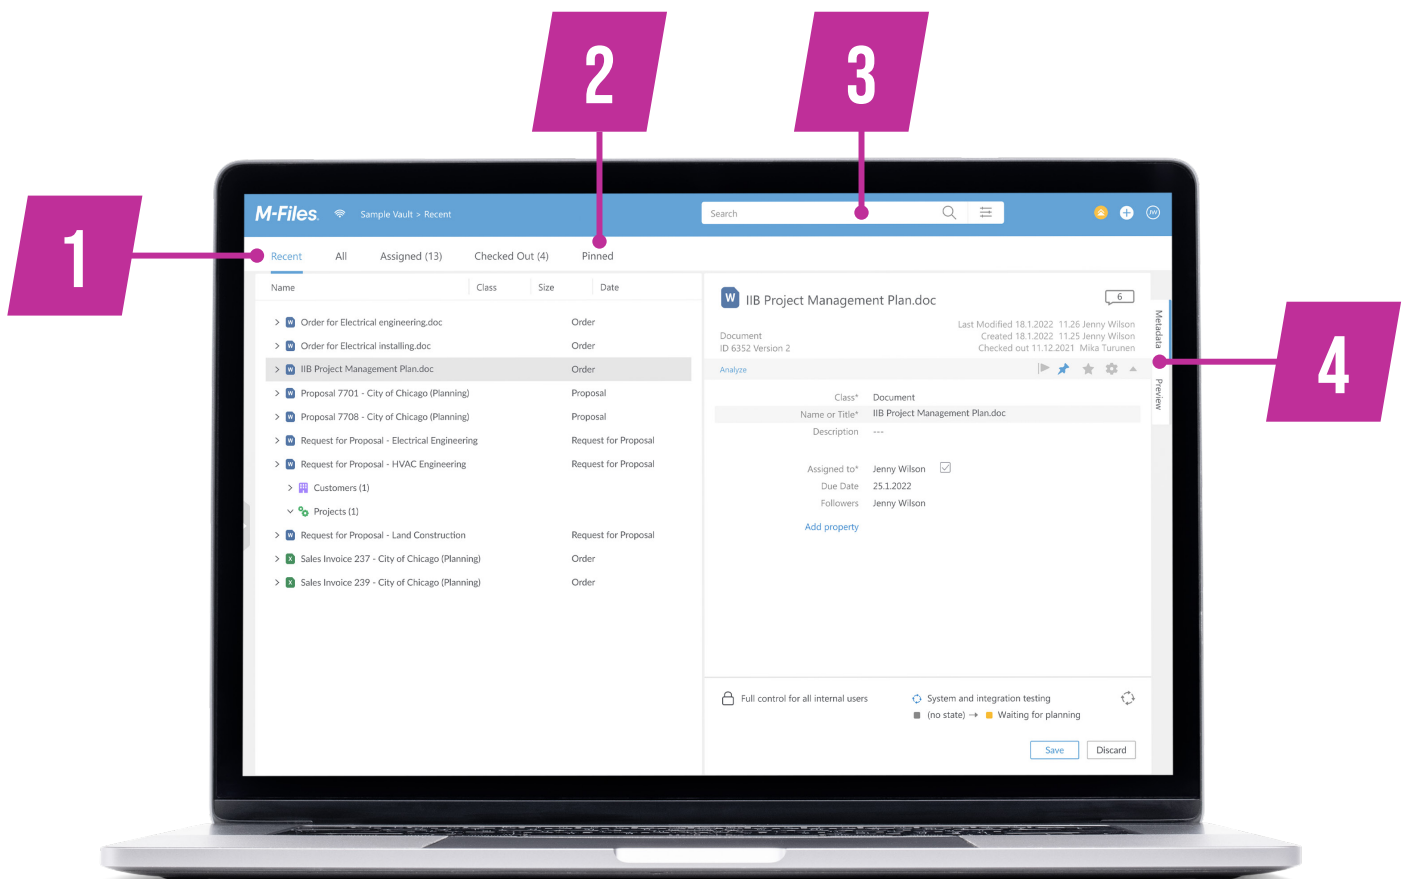 1
2
3
4
M-Files.
Sample Vault > Recent
Search
JW
Recent
All
Assigned (13)
Checked Out (4)
Pinned
Name
Class
Size
Date
W Order for Electrical engineering.doc Order
W Order for Electrical installing.doc Order
W IIB Project Management Plan.doc Order
W Proposal 7701 - City of Chicago (Planning) Proposal
W Proposal 7708 - City of Chicago (Planning) Proposal
W Request for Proposal - Electrical Engineering Request for Proposal
W Request for Proposal - HVAC Engineering Request for Proposal
Customers (1)
Projects (1)
W Request for Proposal - Land Construction Request for Proposal
X Sales Invoice 237 - City of Chicago (Planning) Order
X Sales Invoice 239 - City of Chicago (Planning) Order
W IIB Project Management Plan.doc
6
Last Modified 18.1.2022 11.26 Jenny Wilson
Document Created 18.1.2022 11.25 Jenny Wilson
ID 6352 Version 2 Checked out 11.12.2021 Mika Turunen
Analyze
Class* Document
Name or Title* IIB Project Management Plan.doc
Description ---
Assigned to* Jenny Wilson
Due Date 25.1.2022
Followers Jenny Wilson
Add property
Full control for all internal users
System and integration testing
(no state) → Waiting for planning
Save
Discard
Metadata
Preview